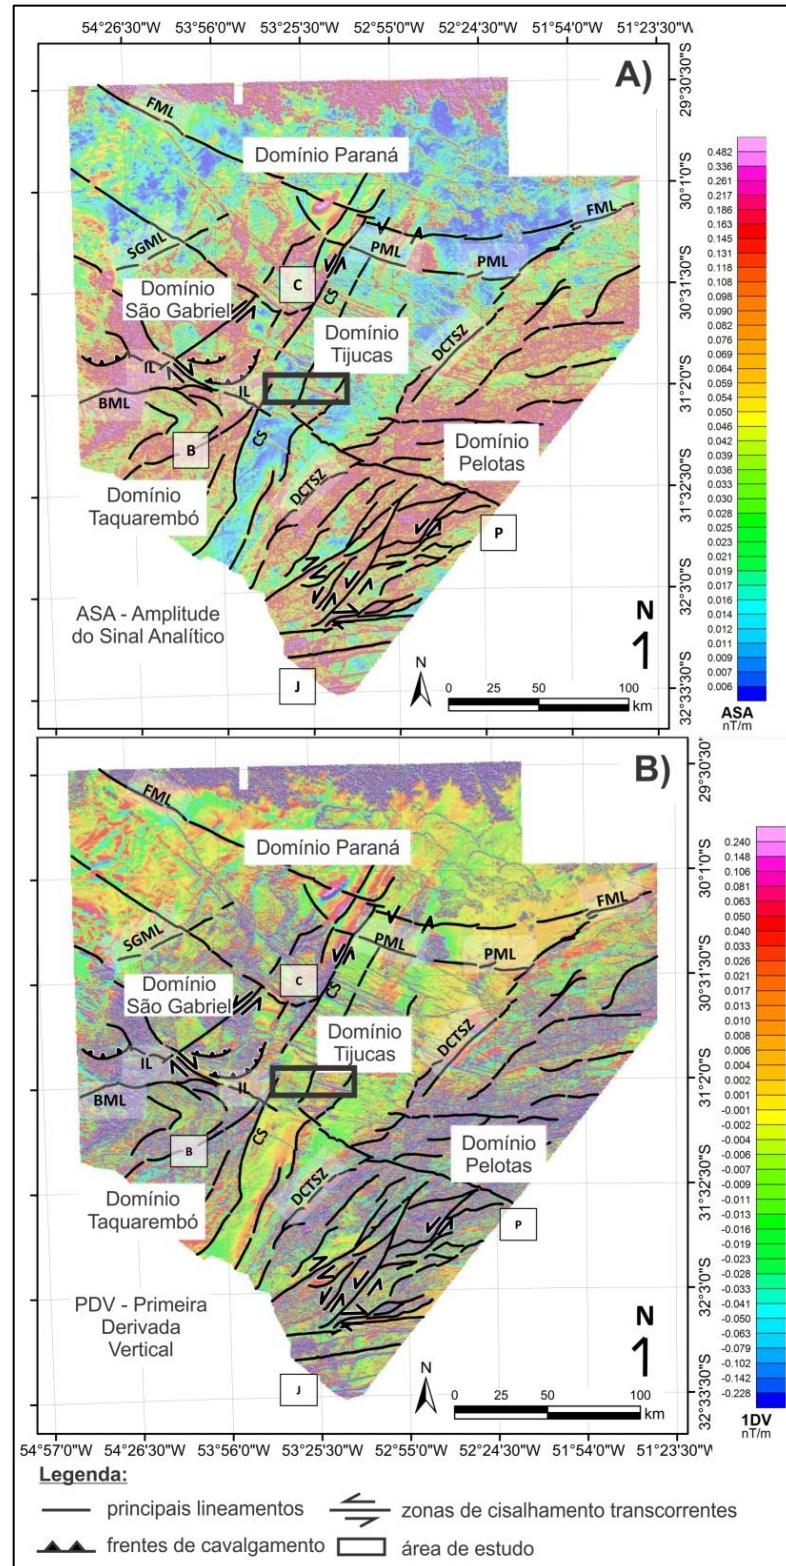 54°26'30"W 53°56'0"W 53°25'30"W 52°55'0"W 52°24'30"W 51°54'0"W 51°23'30"W
A)
29°30'30"S
FML
Domínio Paraná
30°1'0"S
FML
SGML
PML
PML
C
30°31'30"S
Domínio
São Gabriel
CS
Domínio
Tijucas
DCTSZ
IL
IL
31°2'0"S
BML
B
CS
Domínio
Pelotas
DCTSZ
31°32'30"S
Domínio
Taquarembó
P
32°3'0"S
ASA - Amplitude
do Sinal Analítico
N
N
J
0 25 50 100
km
32°33'30"S
0.482
0.336
0.261
0.217
0.186
0.163
0.145
0.131
0.118
0.108
0.098
0.090
0.082
0.076
0.069
0.064
0.059
0.054
0.050
0.046
0.042
0.039
0.036
0.033
0.030
0.028
0.025
0.023
0.021
0.019
0.017
0.016
0.014
0.012
0.011
0.010
0.009
0.007
0.006
ASA
nT/m
B)
29°30'30"
FML
Domínio Paraná
30°1'0"S
FML
SGML
PML
PML
C
30°31'30"S
Domínio
São Gabriel
CS
Domínio
Tijucas
DCTSZ
IL
31°2'0"S
BML
B
CS
Domínio
Pelotas
DCTSZ
31°32'30"S
Domínio
Taquarembó
P
32°3'0"S
PDV - Primeira
Derivada
Vertical
N
N
J
0 25 50 100
km
32°33'30"S
0.240
0.148
0.106
0.081
0.063
0.050
0.040
0.033
0.026
0.021
0.017
0.013
0.010
0.008
0.006
0.004
0.002
0.001
-0.001
-0.002
-0.004
-0.006
-0.007
-0.009
-0.011
-0.013
-0.016
-0.019
-0.023
-0.028
-0.033
-0.041
-0.050
-0.063
-0.079
-0.102
-0.142
-0.228
1DV
nT/m
54°57'0"W 54°26'30"W 53°56'0"W 53°25'30"W 52°55'0"W 52°24'30"W 51°54'0"W 51°23'30"W
Legenda:
principais lineamentos
zonas de cisalhamento transcorrentes
frentes de cavalgamento
área de estudo